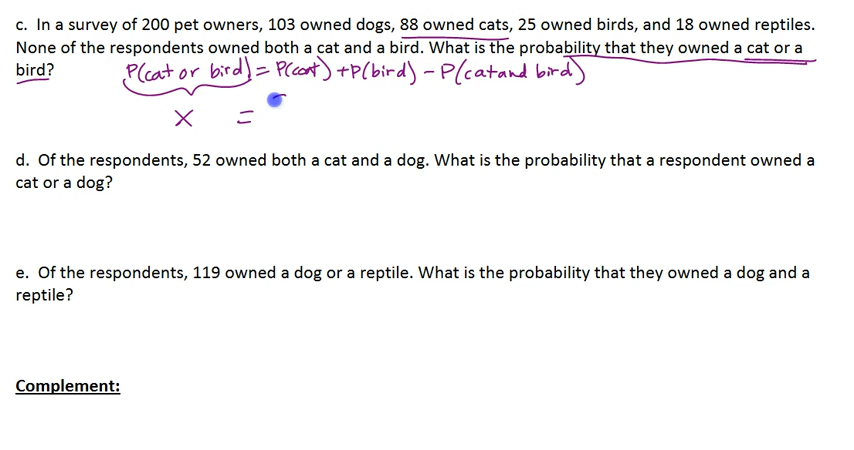 c. In a survey of 200 pet owners, 103 owned dogs, 88 owned cats, 25 owned birds, and 18 owned reptiles.
None of the respondents owned both a cat and a bird. What is the probability that they owned a cat or a
bird? P(cat or bird) = P(cat) + P(bird) - P(cat and bird)
X =
d. Of the respondents, 52 owned both a cat and a dog. What is the probability that a respondent owned a
cat or a dog?
e. Of the respondents, 119 owned a dog or a reptile. What is the probability that they owned a dog and a
reptile?
Complement: